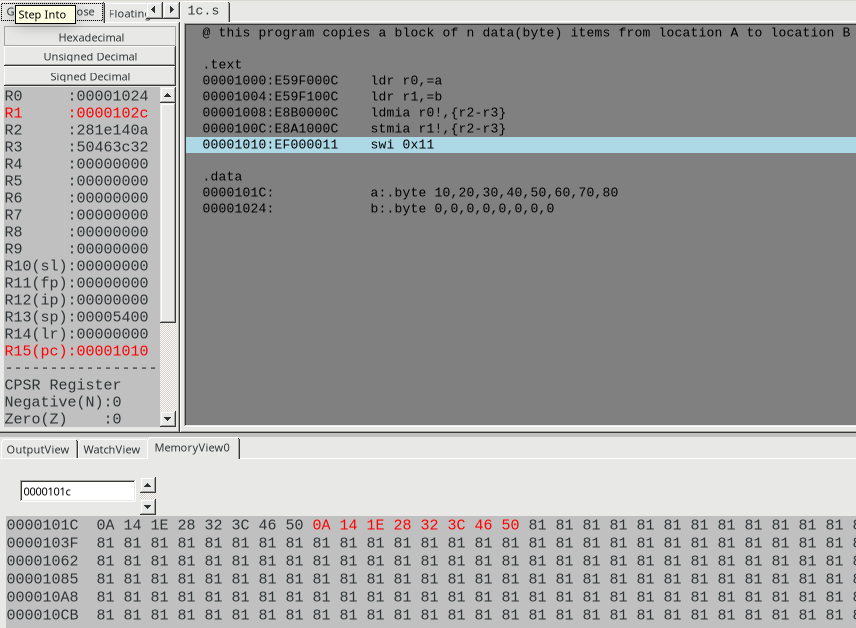 Step Into
Floating
Hexadecimal
Unsigned Decimal
Signed Decimal
R0     :00001024
R1     :0000102c
R2     :281e140a
R3     :50463c32
R4     :00000000
R5     :00000000
R6     :00000000
R7     :00000000
R8     :00000000
R9     :00000000
R10(sl):00000000
R11(fp):00000000
R12(ip):00000000
R13(sp):00005400
R14(lr):00000000
R15(pc):00001010
-----------------
CPSR Register
Negative(N):0
Zero(Z)    :0
1c.s
@ this program copies a block of n data(byte) items from location A to location B
.text
00001000:E59F000C    ldr r0,=a
00001004:E59F100C    ldr r1,=b
00001008:E8B0000C    ldmia r0!,{r2-r3}
0000100C:E8A1000C    stmia r1!,{r2-r3}
00001010:EF000011    swi 0x11
.data
0000101C:            a:.byte 10,20,30,40,50,60,70,80
00001024:            b:.byte 0,0,0,0,0,0,0,0
OutputView WatchView MemoryView0
0000101c
0000101C  0A 14 1E 28 32 3C 46 50 0A 14 1E 28 32 3C 46 50 81 81 81 81 81 81 81 81 81 81 81 81
0000103F  81 81 81 81 81 81 81 81 81 81 81 81 81 81 81 81 81 81 81 81 81 81 81 81 81 81 81 81
00001062  81 81 81 81 81 81 81 81 81 81 81 81 81 81 81 81 81 81 81 81 81 81 81 81 81 81 81 81
00001085  81 81 81 81 81 81 81 81 81 81 81 81 81 81 81 81 81 81 81 81 81 81 81 81 81 81 81 81
000010A8  81 81 81 81 81 81 81 81 81 81 81 81 81 81 81 81 81 81 81 81 81 81 81 81 81 81 81 81
000010CB  81 81 81 81 81 81 81 81 81 81 81 81 81 81 81 81 81 81 81 81 81 81 81 81 81 81 81 81